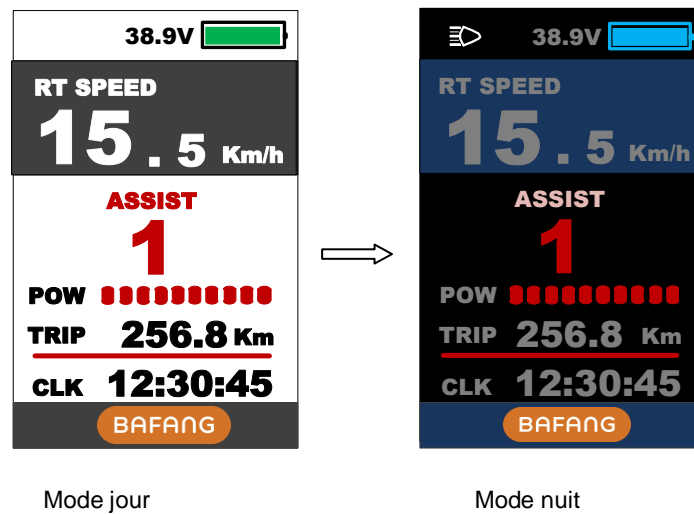 38.9V
RT SPEED
15.5 Km/h
ASSIST
1
POW
TRIP 256.8 Km
CLK 12:30:45
BAFANG
Mode jour
38.9V
RT SPEED
15.5 Km/h
ASSIST
1
POW
TRIP 256.8 Km
CLK 12:30:45
BAFANG
Mode nuit